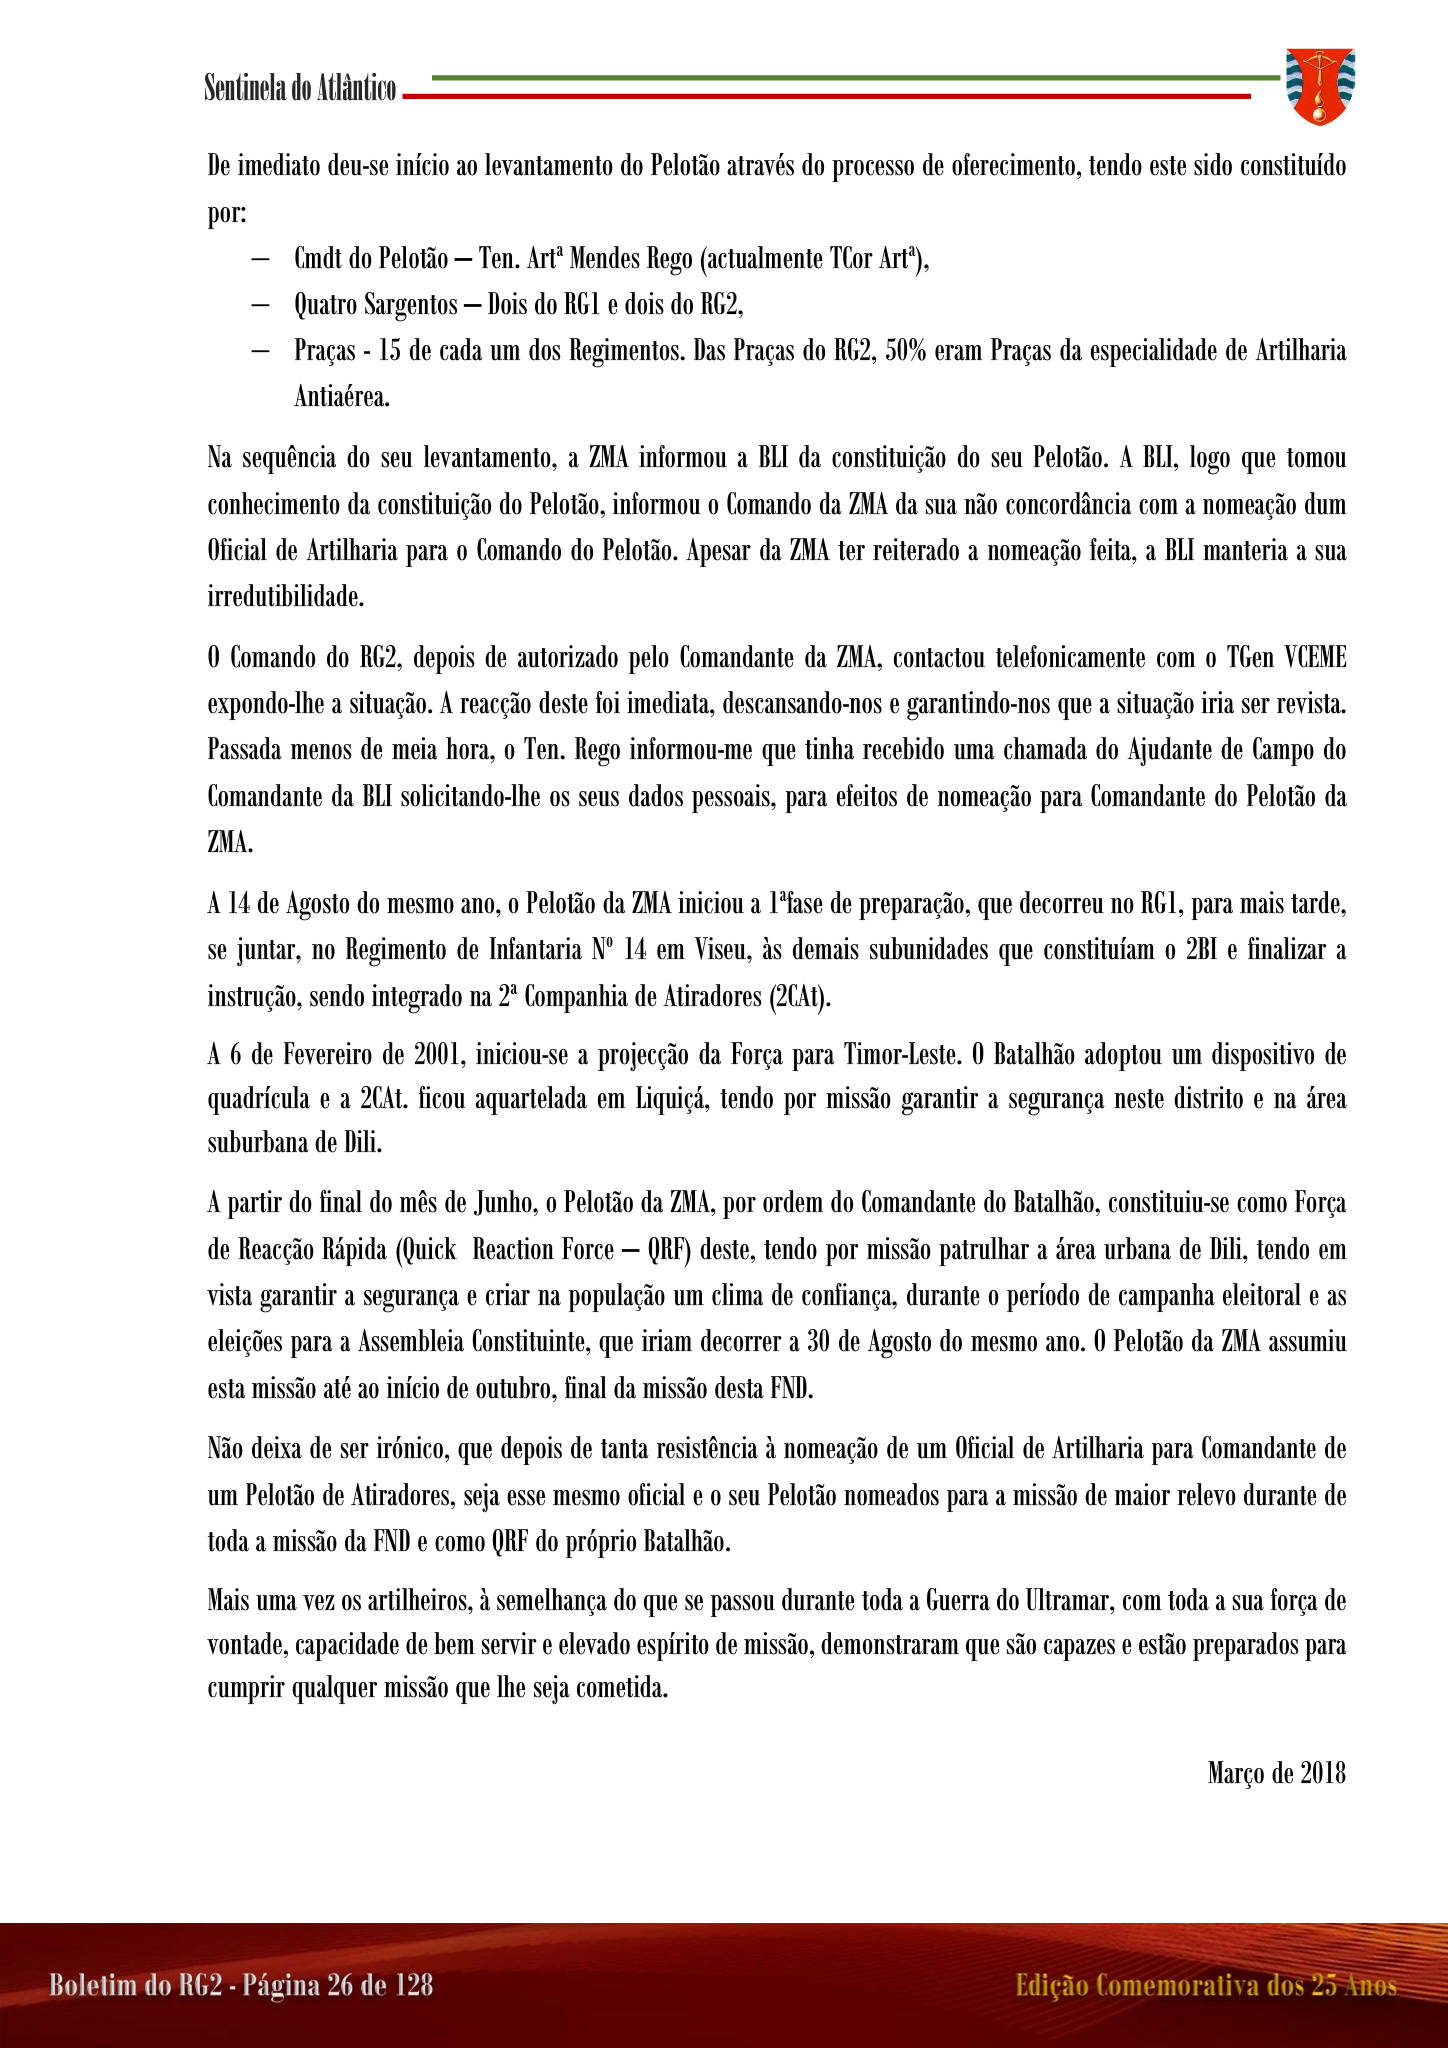 Sentinela do Atlântico
De imediato deu-se início ao levantamento do Pelotão através do processo de oferecimento, tendo este sido constituído
por:
– Cmdt do Pelotão – Ten. Artª Mendes Rego (actualmente TCor Artª),
– Quatro Sargentos – Dois do RG1 e dois do RG2,
– Praças - 15 de cada um dos Regimentos. Das Praças do RG2, 50% eram Praças da especialidade de Artilharia
Antiaérea.
Na sequência do seu levantamento, a ZMA informou a BLI da constituição do seu Pelotão. A BLI, logo que tomou
conhecimento da constituição do Pelotão, informou o Comando da ZMA da sua não concordância com a nomeação dum
Oficial de Artilharia para o Comando do Pelotão. Apesar da ZMA ter reiterado a nomeação feita, a BLI manteria a sua
irredutibilidade.
O Comando do RG2, depois de autorizado pelo Comandante da ZMA, contactou telefonicamente com o TGen VCEME
expondo-lhe a situação. A reacção deste foi imediata, descansando-nos e garantindo-nos que a situação iria ser revista.
Passada menos de meia hora, o Ten. Rego informou-me que tinha recebido uma chamada do Ajudante de Campo do
Comandante da BLI solicitando-lhe os seus dados pessoais, para efeitos de nomeação para Comandante do Pelotão da
ZMA.
A 14 de Agosto do mesmo ano, o Pelotão da ZMA iniciou a 1ªfase de preparação, que decorreu no RG1, para mais tarde,
se juntar, no Regimento de Infantaria Nº 14 em Viseu, às demais subunidades que constituíam o 2BI e finalizar a
instrução, sendo integrado na 2ª Companhia de Atiradores (2CAt).
A 6 de Fevereiro de 2001, iniciou-se a projecção da Força para Timor-Leste. O Batalhão adoptou um dispositivo de
quadrícula e a 2CAt. ficou aquartelada em Liquiçá, tendo por missão garantir a segurança neste distrito e na área
suburbana de Dili.
A partir do final do mês de Junho, o Pelotão da ZMA, por ordem do Comandante do Batalhão, constituiu-se como Força
de Reacção Rápida (Quick  Reaction Force – QRF) deste, tendo por missão patrulhar a área urbana de Dili, tendo em
vista garantir a segurança e criar na população um clima de confiança, durante o período de campanha eleitoral e as
eleições para a Assembleia Constituinte, que iriam decorrer a 30 de Agosto do mesmo ano. O Pelotão da ZMA assumiu
esta missão até ao início de outubro, final da missão desta FND.
Não deixa de ser irónico, que depois de tanta resistência à nomeação de um Oficial de Artilharia para Comandante de
um Pelotão de Atiradores, seja esse mesmo oficial e o seu Pelotão nomeados para a missão de maior relevo durante de
toda a missão da FND e como QRF do próprio Batalhão.
Mais uma vez os artilheiros, à semelhança do que se passou durante toda a Guerra do Ultramar, com toda a sua força de
vontade, capacidade de bem servir e elevado espírito de missão, demonstraram que são capazes e estão preparados para
cumprir qualquer missão que lhe seja cometida.
Março de 2018
Boletim do RG2 - Página 26 de 128
Edição Comemorativa dos 25 Anos